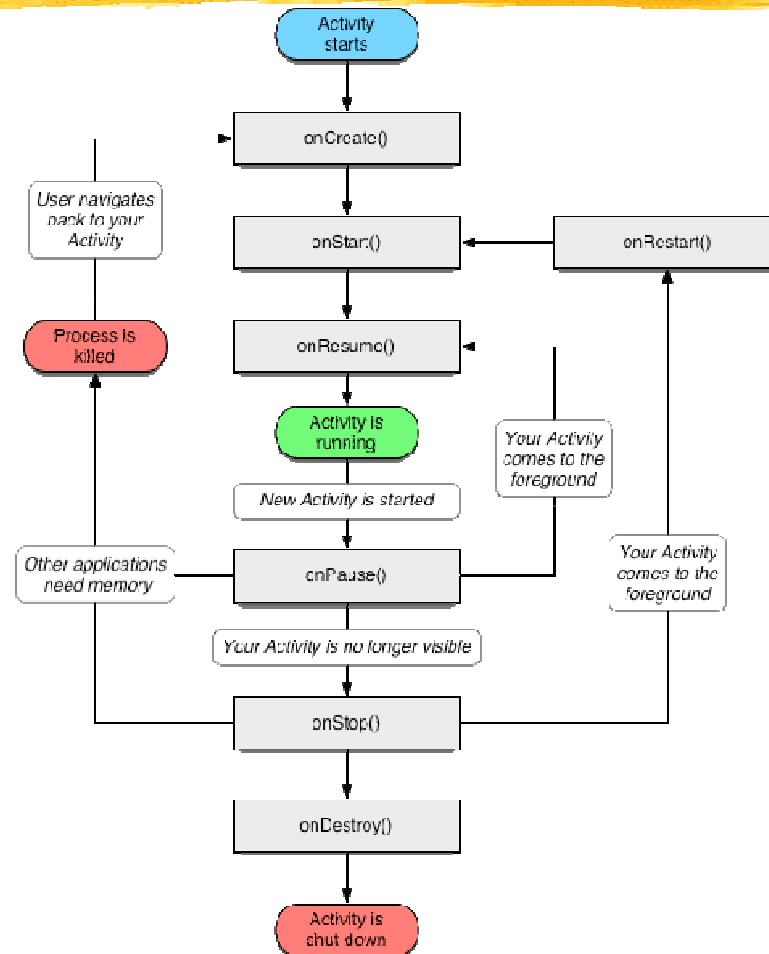 Activity
starts
onCreate()
User navigates
back to your
Activity
onStart()
onRestart()
Process is
killed
onResume()
Activity is
running
Your Activity
comes to the
foreground
New Activity is started
Other applications
need memory
onPause()
Your Activity
comes to the
foreground
Your Activity is no longer visible
onStop()
onDestroy()
Activity is
shut down